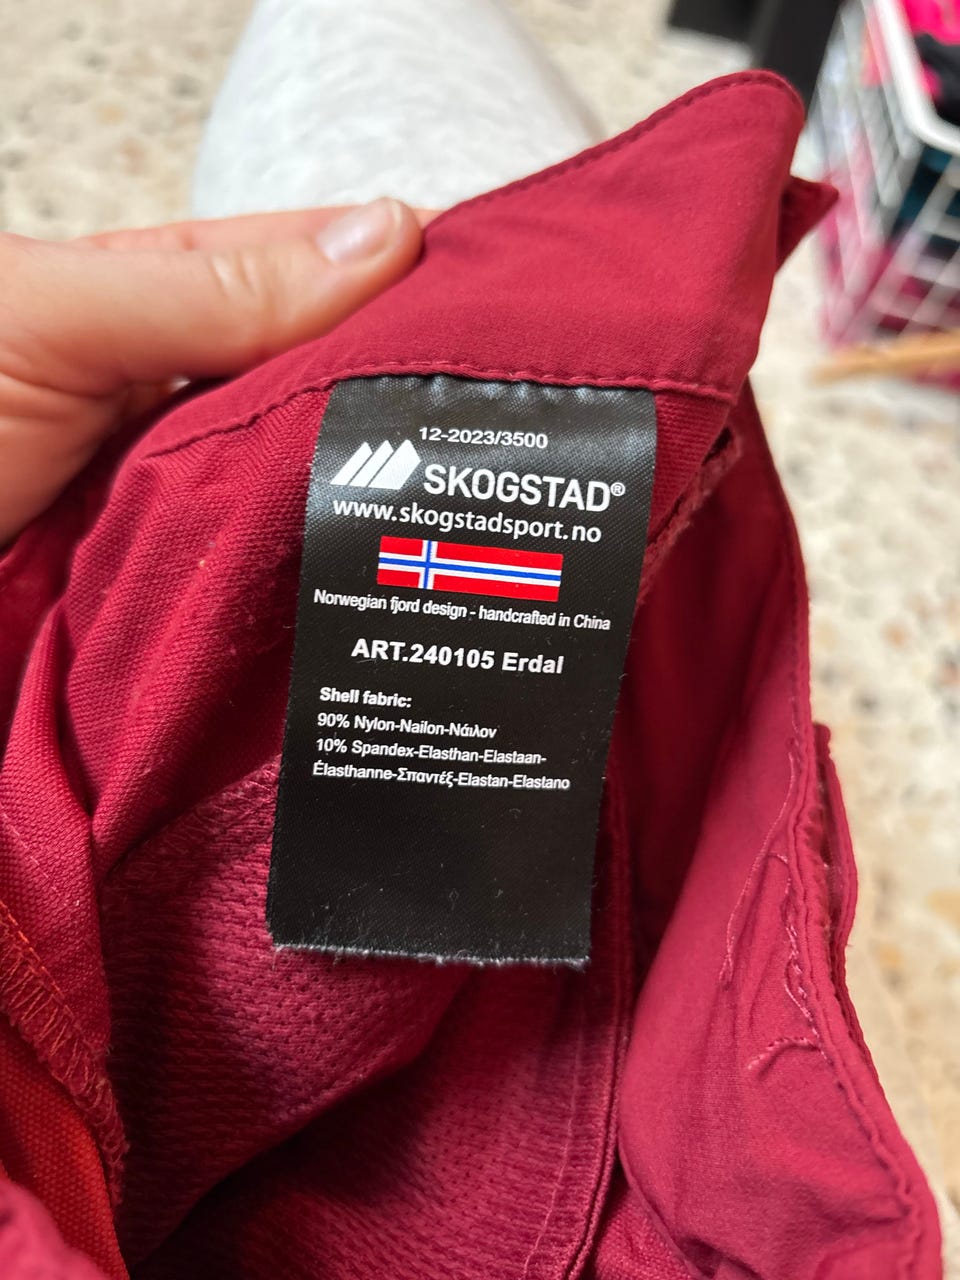 12-2023/3500
SKOGSTAD®
www.skogstadsport.no
Norwegian fjord design - handcrafted in China
ART.240105 Erdal
Shell fabric:
90% Nylon-Nailon-Νάιλον
10% Spandex-Elasthan-Elastaan-
Élasthanne-Σπαντέξ-Elastan-Elastano